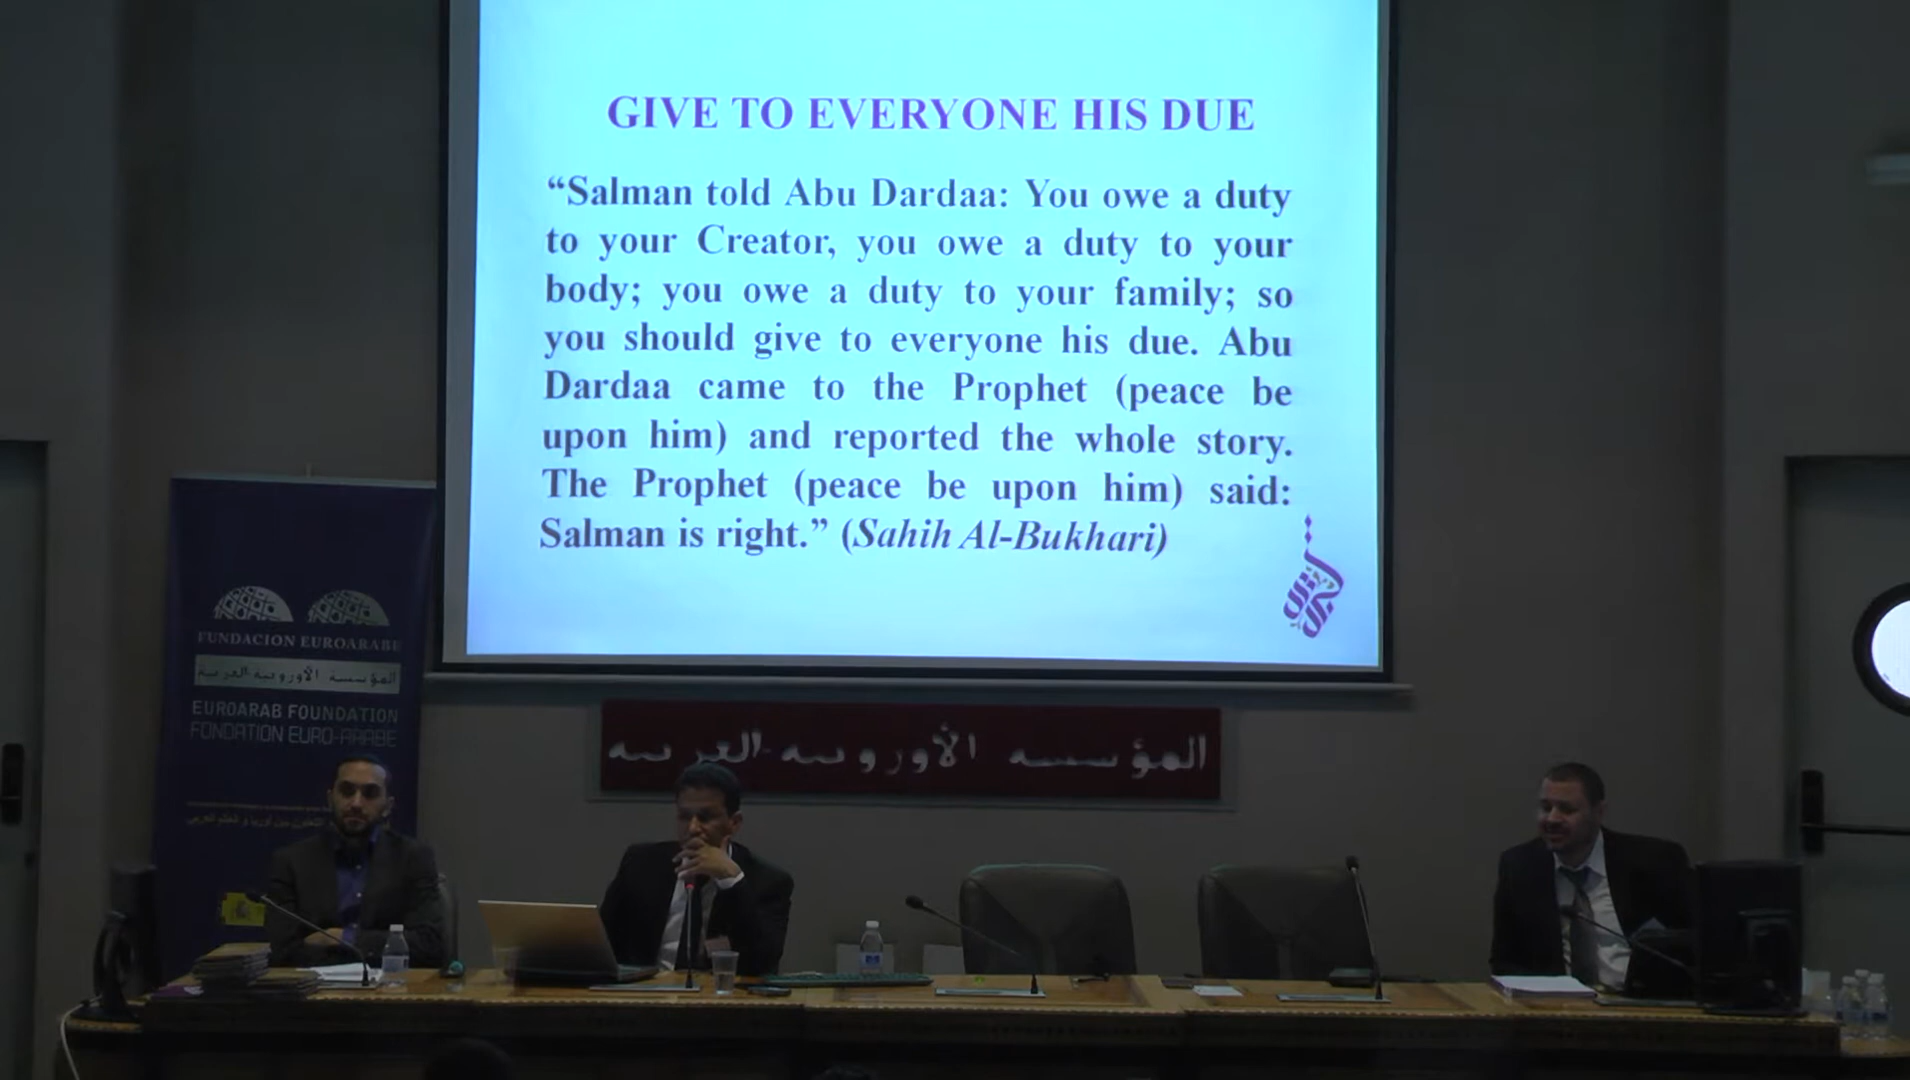 GIVE TO EVERYONE HIS DUE
“Salman told Abu Dardaa: You owe a duty
to your Creator, you owe a duty to your
body; you owe a duty to your family; so
you should give to everyone his due. Abu
Dardaa came to the Prophet (peace be
upon him) and reported the whole story.
The Prophet (peace be upon him) said:
Salman is right.” (Sahih Al-Bukhari)
FUNDACION EUROARABE
المؤسسة الأوروبية-العربية
EUROARAB FOUNDATION
FONDATION EURO-ARABE
المؤسسة الأوروبية-العربية